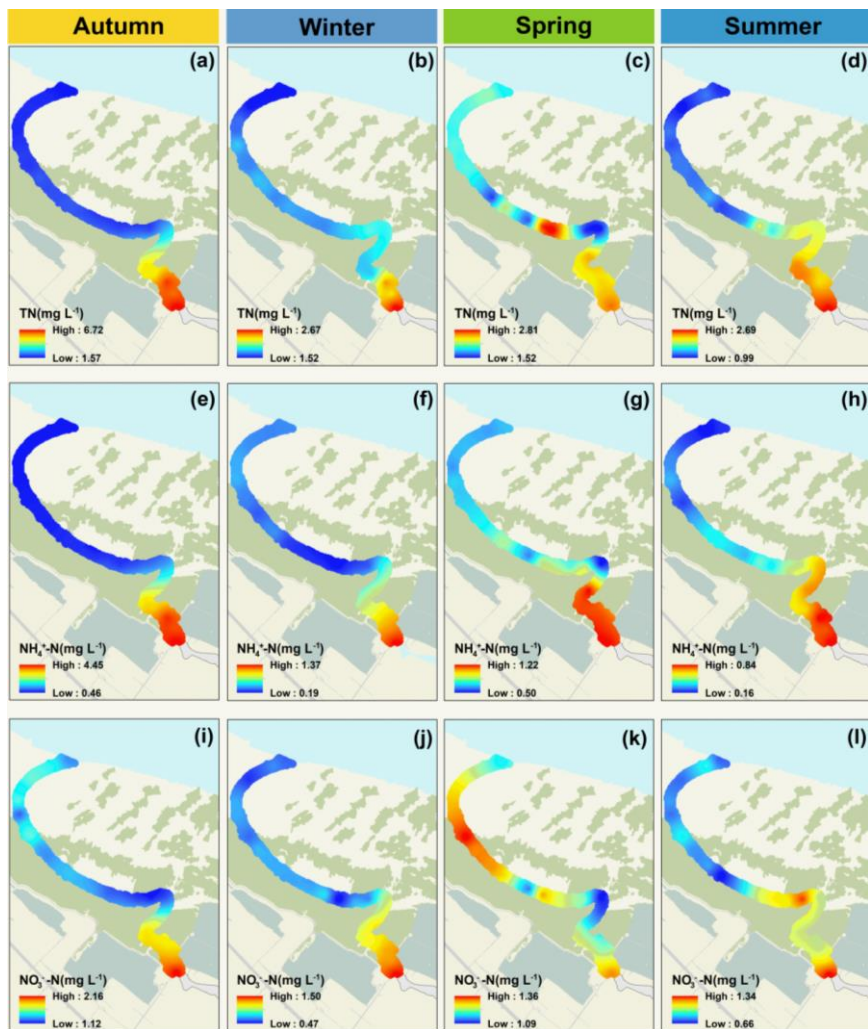 Autumn Winter Spring Summer
(a) (b) (c) (d)
TN(mg L⁻¹) TN(mg L⁻¹) TN(mg L⁻¹) TN(mg L⁻¹)
High : 6.72 High : 2.67 High : 2.81 High : 2.69
Low : 1.57 Low : 1.52 Low : 1.52 Low : 0.99
(e) (f) (g) (h)
NH₄⁺-N(mg L⁻¹) NH₄⁺-N(mg L⁻¹) NH₄⁺-N(mg L⁻¹) NH₄⁺-N(mg L⁻¹)
High : 4.45 High : 1.37 High : 1.22 High : 0.84
Low : 0.46 Low : 0.19 Low : 0.50 Low : 0.16
(i) (j) (k) (l)
NO₃⁻-N(mg L⁻¹) NO₃⁻-N(mg L⁻¹) NO₃⁻-N(mg L⁻¹) NO₃⁻-N(mg L⁻¹)
High : 2.16 High : 1.50 High : 1.36 High : 1.34
Low : 1.12 Low : 0.47 Low : 1.09 Low : 0.66